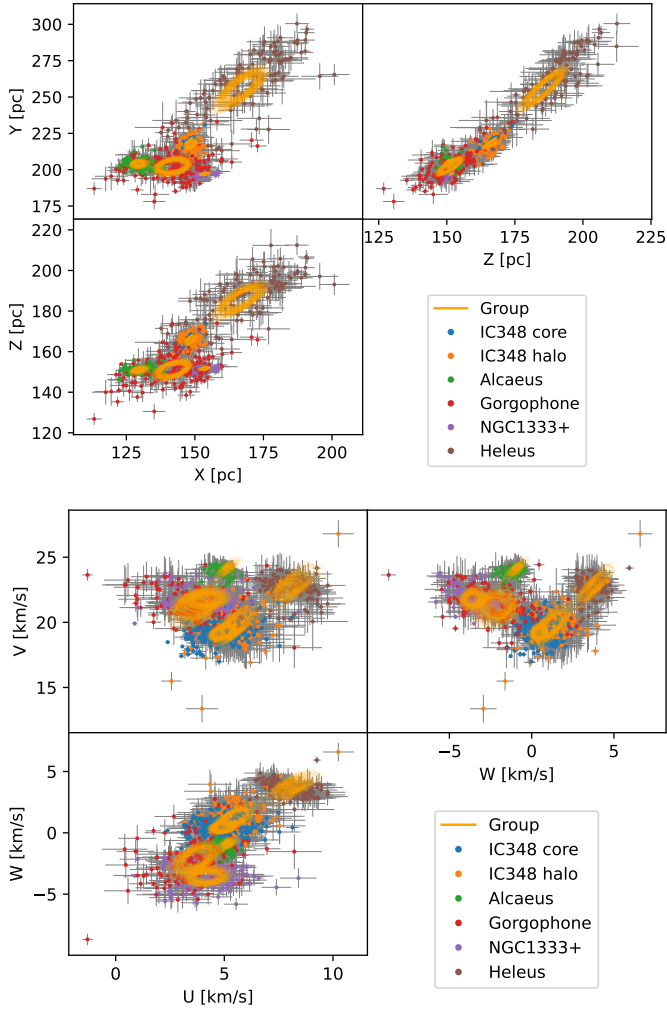 300
275
250
225
200
175
Y [pc]
125
150
175
200
225
Z [pc]
220
200
180
160
140
120
Z [pc]
125
150
175
200
X [pc]
Group
IC348 core
IC348 halo
Alcaeus
Gorgophone
NGC1333+
Heleus
25
20
15
V [km/s]
−5
0
5
W [km/s]
5
0
−5
W [km/s]
0
5
10
U [km/s]
Group
IC348 core
IC348 halo
Alcaeus
Gorgophone
NGC1333+
Heleus